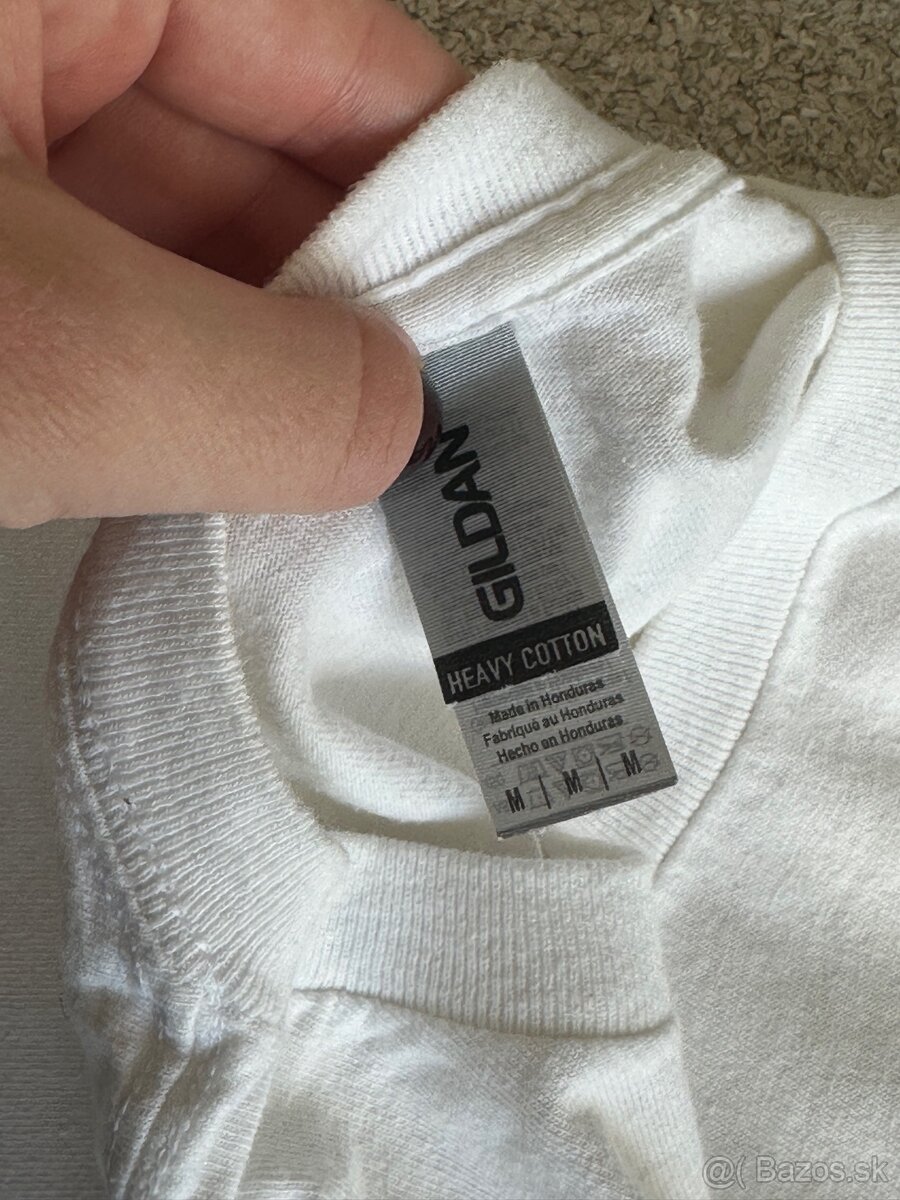 GILDAN
HEAVY COTTON
Made in Honduras
Fabriqué au Honduras
Hecho en Honduras
M | M | M
@( Bazos.sk